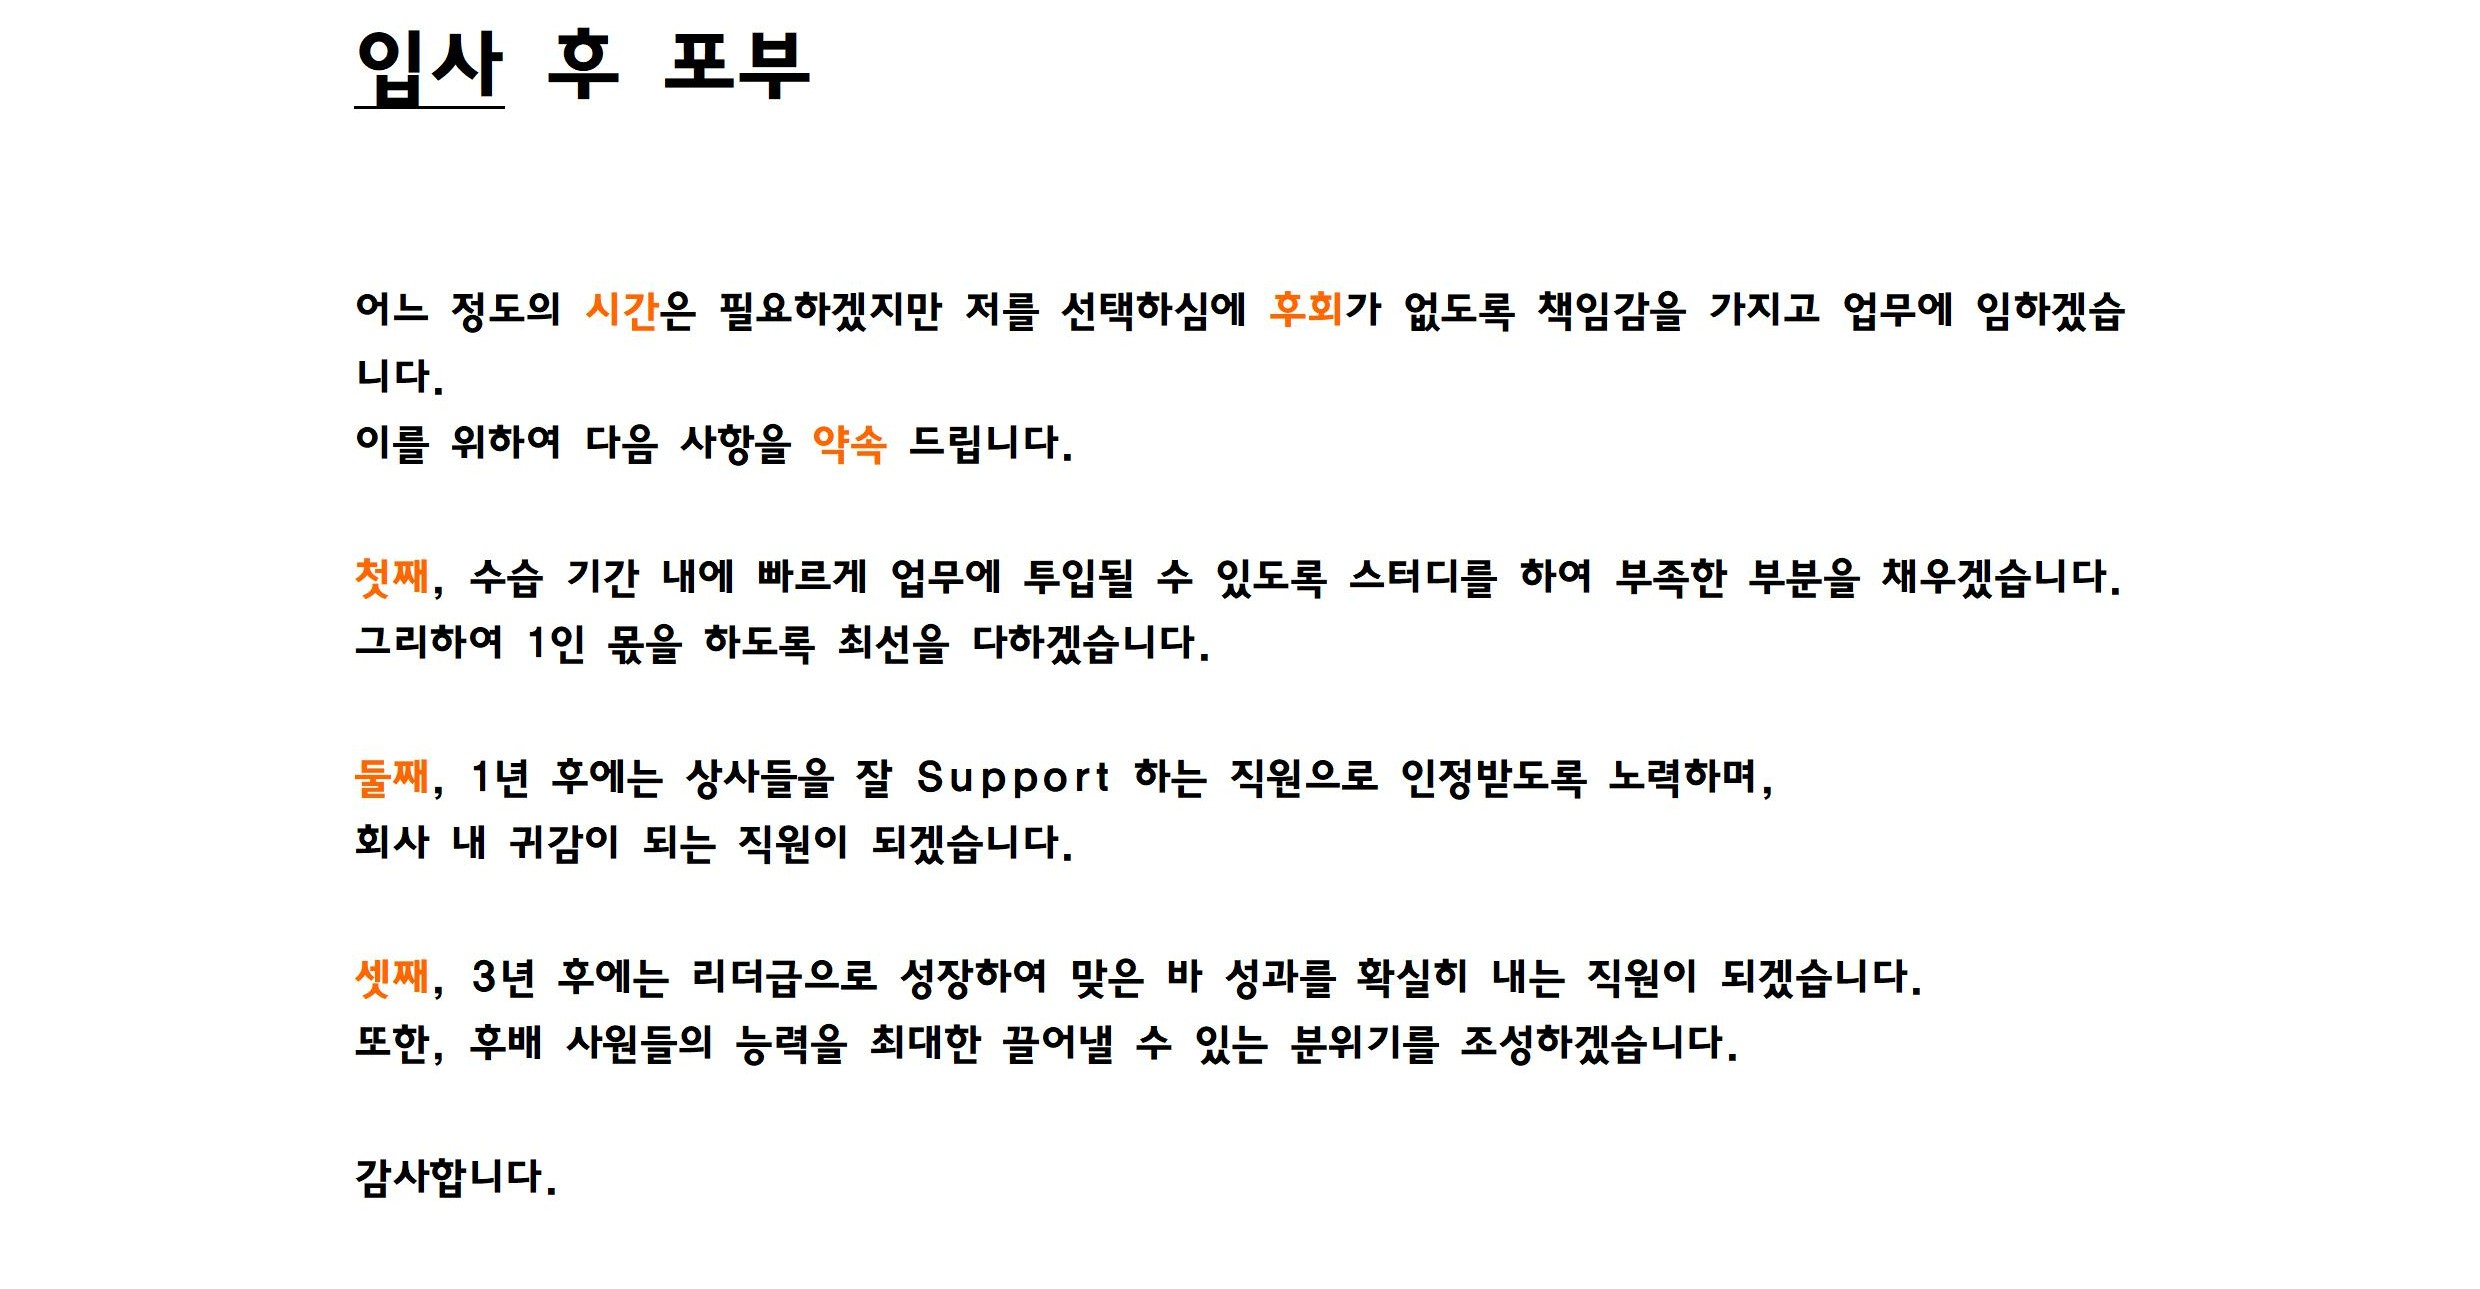 입사 후 포부
어느 정도의 시간은 필요하겠지만 저를 선택하심에 후회가 없도록 책임감을 가지고 업무에 임하겠습
니다.
이를 위하여 다음 사항을 약속 드립니다.
첫째, 수습 기간 내에 빠르게 업무에 투입될 수 있도록 스터디를 하여 부족한 부분을 채우겠습니다.
그리하여 1인 몫을 하도록 최선을 다하겠습니다.
둘째, 1년 후에는 상사들을 잘 Support 하는 직원으로 인정받도록 노력하며,
회사 내 귀감이 되는 직원이 되겠습니다.
셋째, 3년 후에는 리더급으로 성장하여 맞은 바 성과를 확실히 내는 직원이 되겠습니다.
또한, 후배 사원들의 능력을 최대한 끌어낼 수 있는 분위기를 조성하겠습니다.
감사합니다.